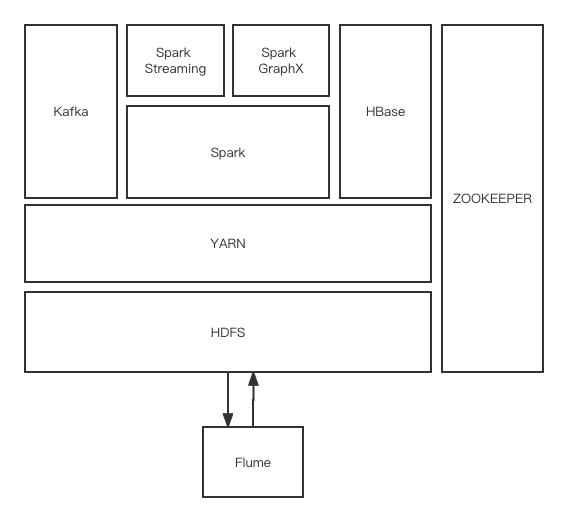 Kafka
Spark
Streaming
Spark
GraphX
Spark
HBase
ZOOKEEPER
YARN
HDFS
Flume